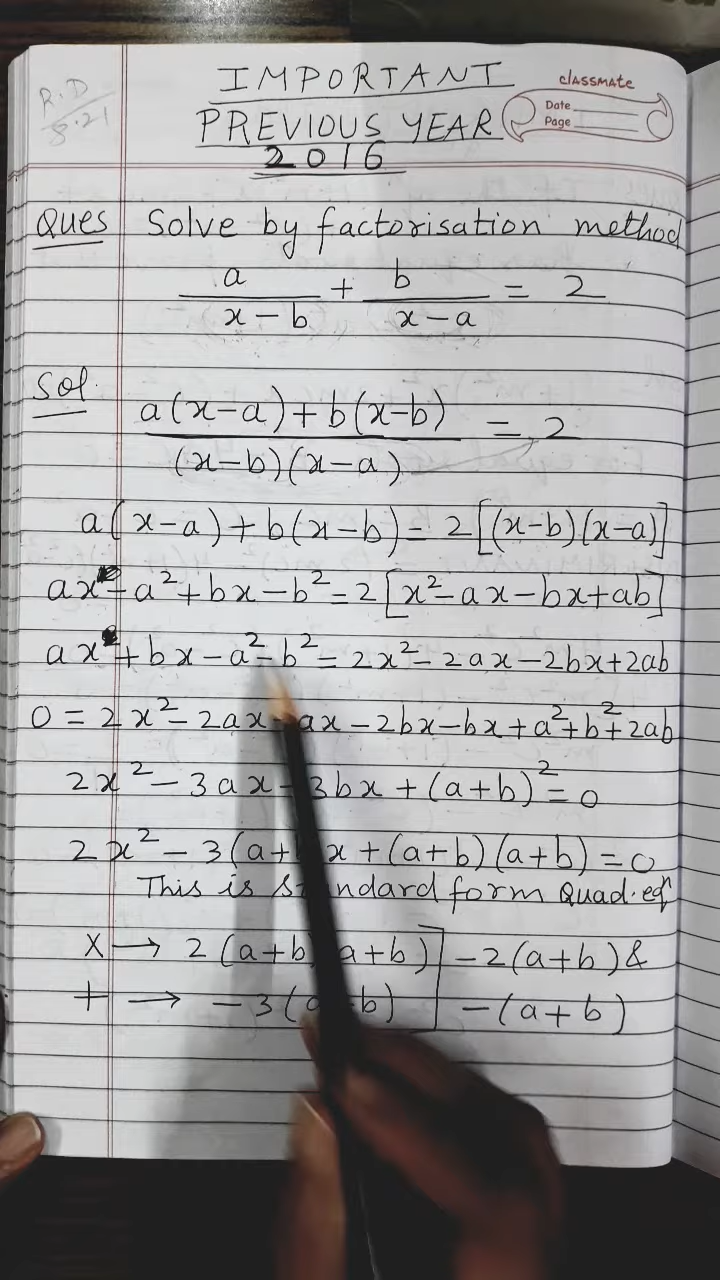 R.D
8.21
IMPORTANT
classmate
Date
Page
PREVIOUS YEAR
2016
Ques Solve by factorisation method
a/(x-b) + b/(x-a) = 2
Sol.
(a(x-a)+b(x-b))/((x-b)(x-a)) = 2
a(x-a)+b(x-b)=2[(x-b)(x-a)]
ax-a²+bx-b²=2[x²-ax-bx+ab]
ax+bx-a²-b²=2x²-2ax-2bx+2ab
0=2x²-2ax-ax-2bx-bx+a²+b²+2ab
2x²-3ax-3bx+(a+b)²=0
2x²-3(a+ x+(a+b)(a+b)=0
This is form Quad. eqⁿ
x → 2(a+b a+b)] -2(a+b) &
+ → -3( b) -(a+b)